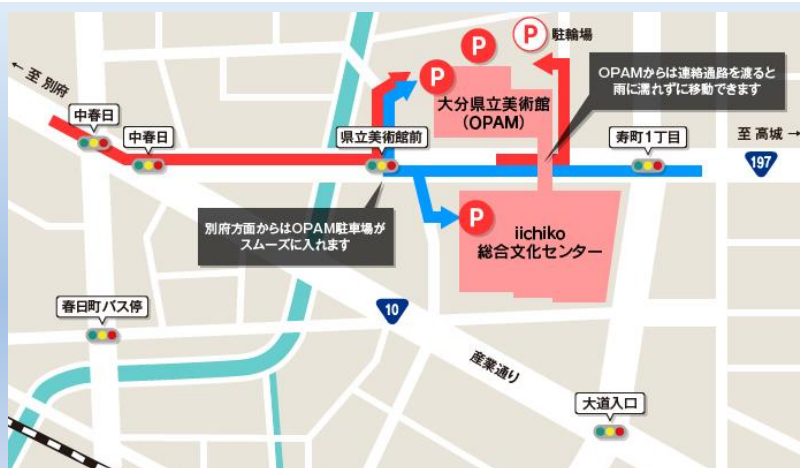 P
P
P
駐輪場
← 至 別府
OPAMからは連絡通路を渡ると
雨に濡れずに移動できます
大分県立美術館
(OPAM)
中春日
中春日
県立美術館前
寿町1丁目
至 高城 →
197
別府方面からはOPAM駐車場が
スムーズに入れます
P
iichiko
総合文化センター
春日町バス停
10
産業通り
大道入口